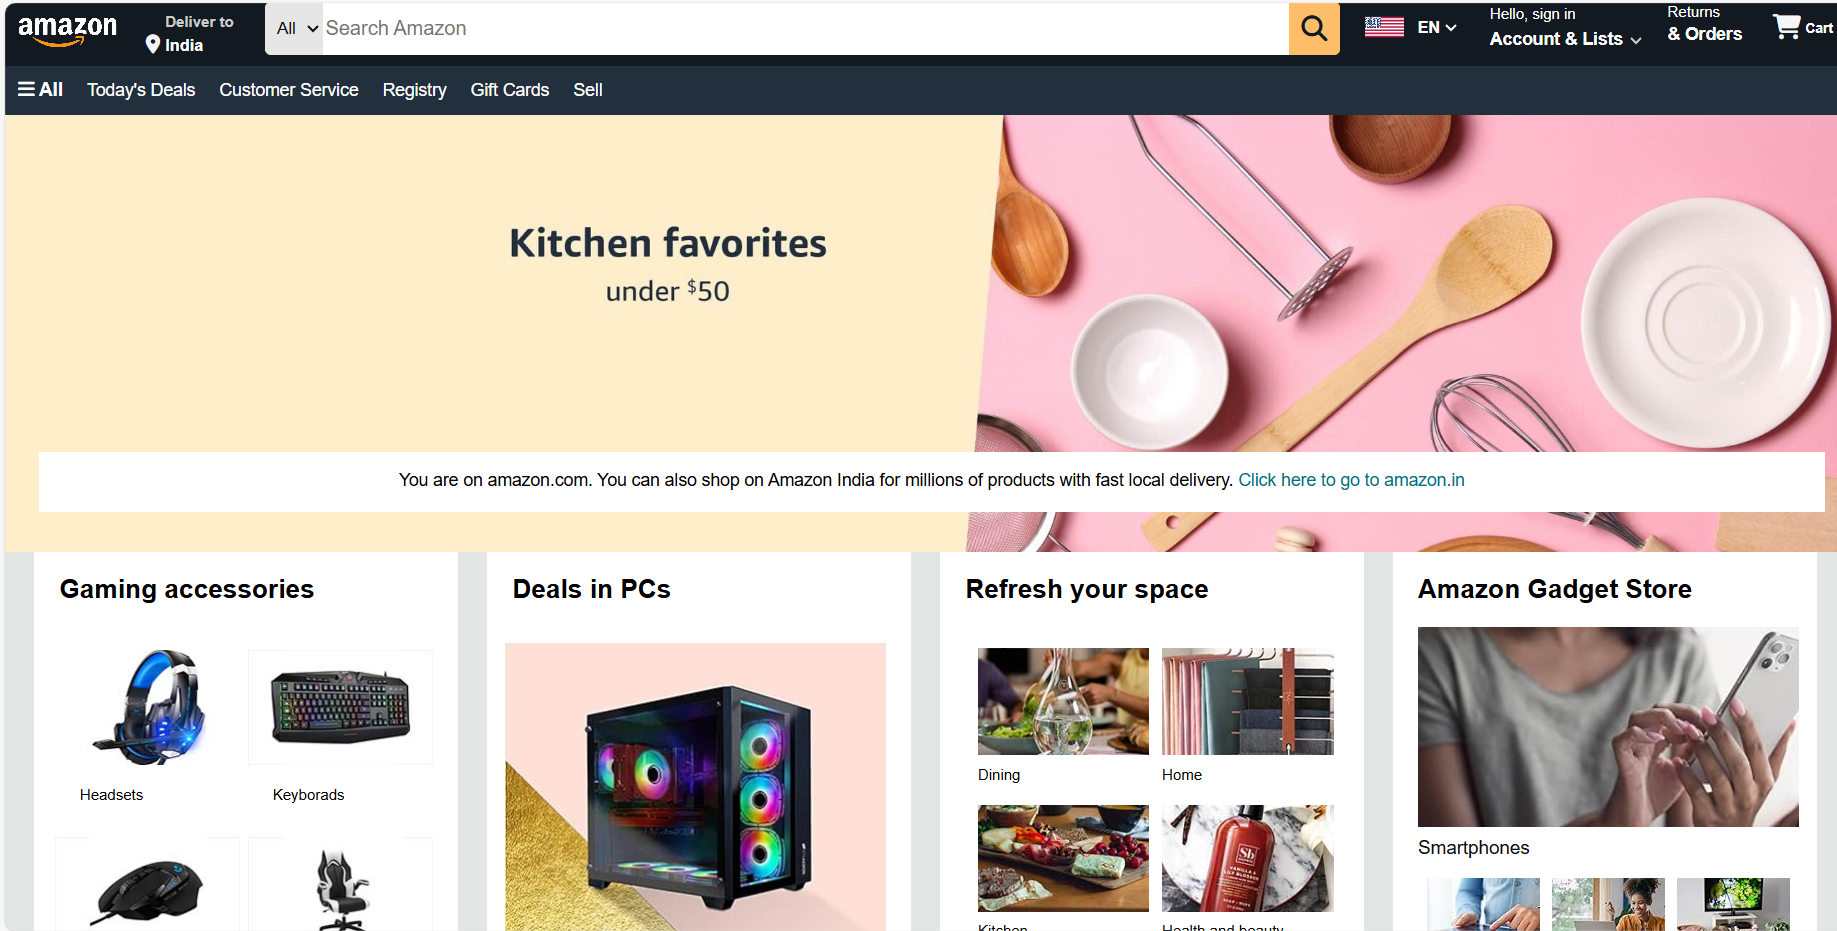 amazon
Deliver to
India
All
Search Amazon
EN
Hello, sign in
Account & Lists
Returns
& Orders
Cart
All
Today's Deals
Customer Service
Registry
Gift Cards
Sell
Kitchen favorites
under $50
You are on amazon.com. You can also shop on Amazon India for millions of products with fast local delivery. Click here to go to amazon.in
Gaming accessories
Deals in PCs
Refresh your space
Amazon Gadget Store
Headsets
Keyborads
Dining
Home
Smartphones
Sb
VANILLA &
LILY BLOSSOM
Kitchen
Health and beauty